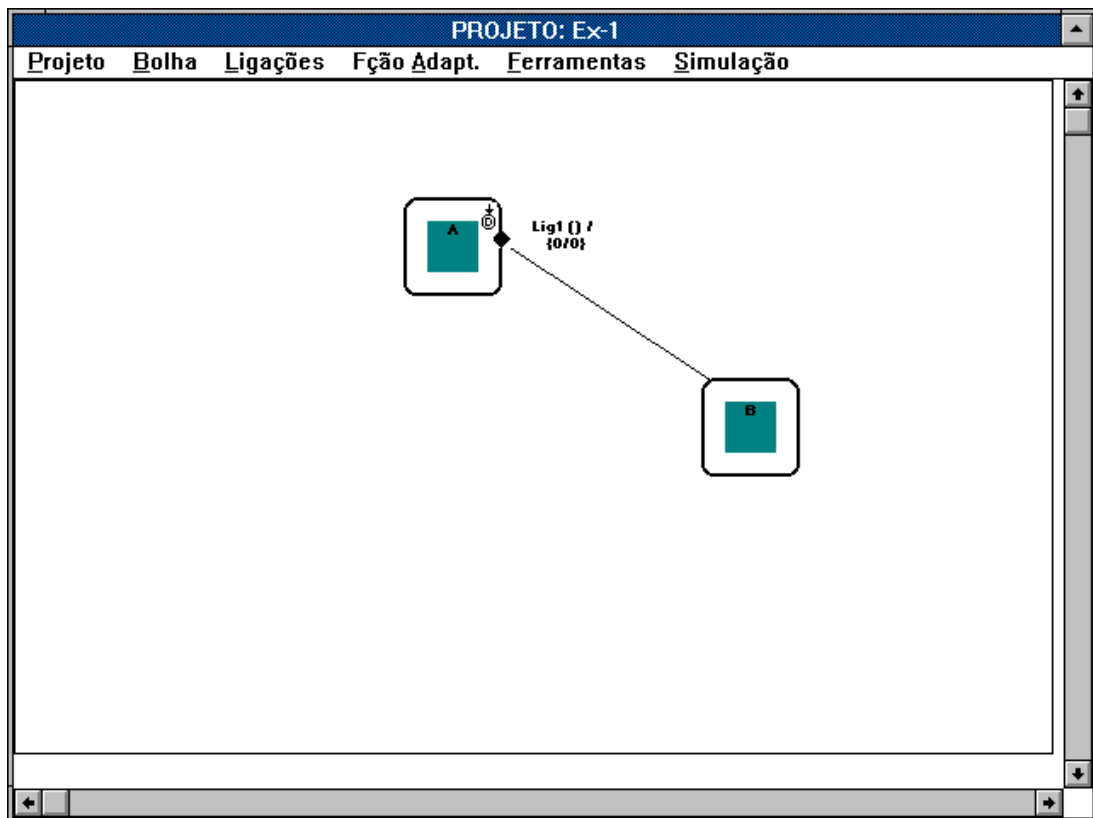 PROJETO: Ex-1
Projeto Bolha Ligações Fção Adapt. Ferramentas Simulação
A
D
Lig1 () /
{0/0}
B